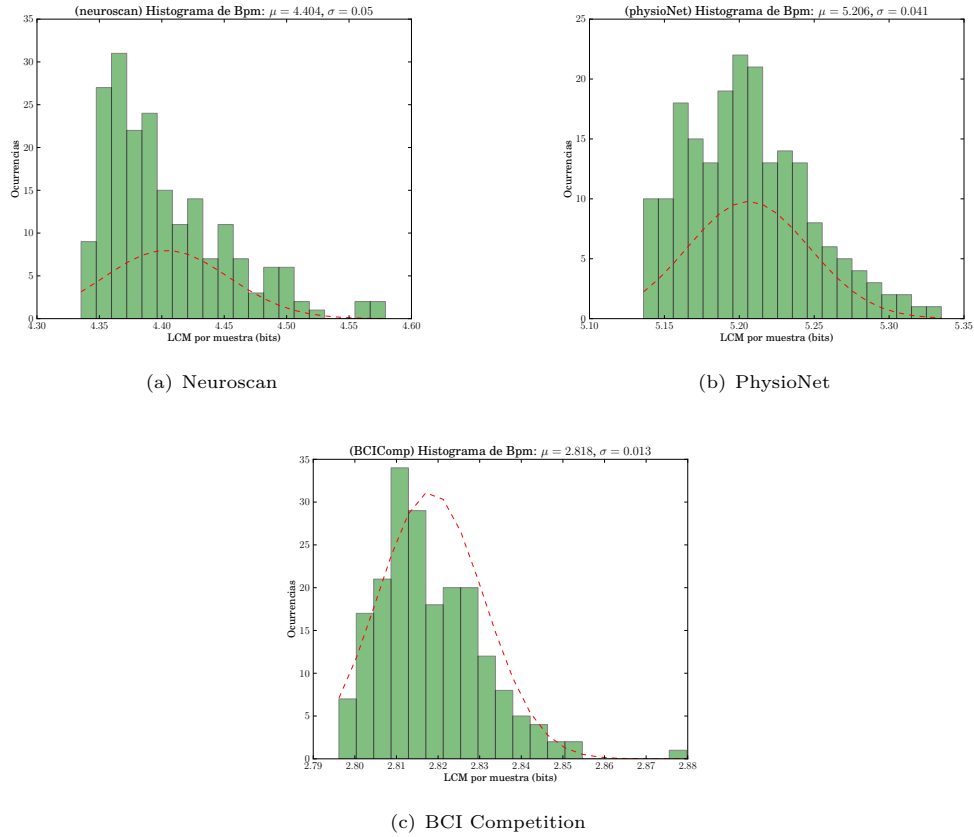 (neuroscan) Histograma de Bpm: μ = 4.404, σ = 0.05
35
30
25
20
15
10
5
0
Ocurrencias
4.30 4.35 4.40 4.45 4.50 4.55 4.60
LCM por muestra (bits)
(a) Neuroscan
(physioNet) Histograma de Bpm: μ = 5.206, σ = 0.041
25
20
15
10
5
0
Ocurrencias
5.10 5.15 5.20 5.25 5.30 5.35
LCM por muestra (bits)
(b) PhysioNet
(BCIComp) Histograma de Bpm: μ = 2.818, σ = 0.013
35
30
25
20
15
10
5
0
Ocurrencias
2.79 2.80 2.81 2.82 2.83 2.84 2.85 2.86 2.87 2.88
LCM por muestra (bits)
(c) BCI Competition